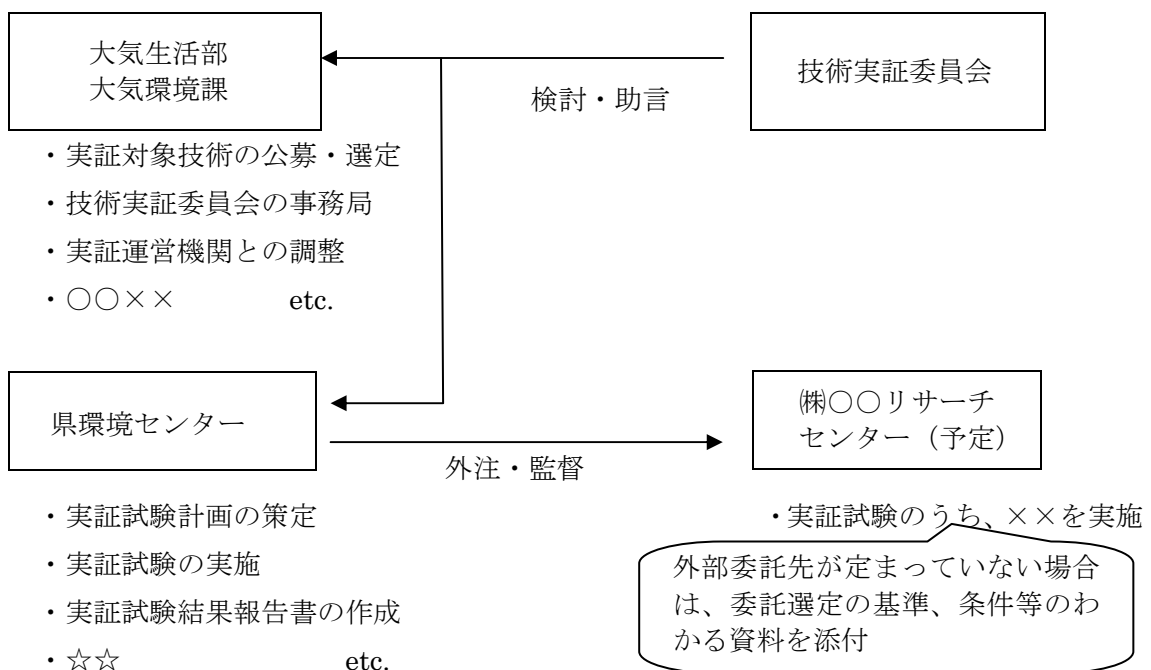 大気生活部
大気環境課
技術実証委員会
検討・助言
・実証対象技術の公募・選定
・技術実証委員会の事務局
・実証運営機関との調整
・○○×× etc.
県環境センター
㈱○○リサーチ
センター（予定）
外注・監督
・実証試験計画の策定
・実証試験の実施
・実証試験結果報告書の作成
・☆☆ etc.
・実証試験のうち、××を実施
外部委託先が定まっていない場合
は、委託選定の基準、条件等のわ
かる資料を添付